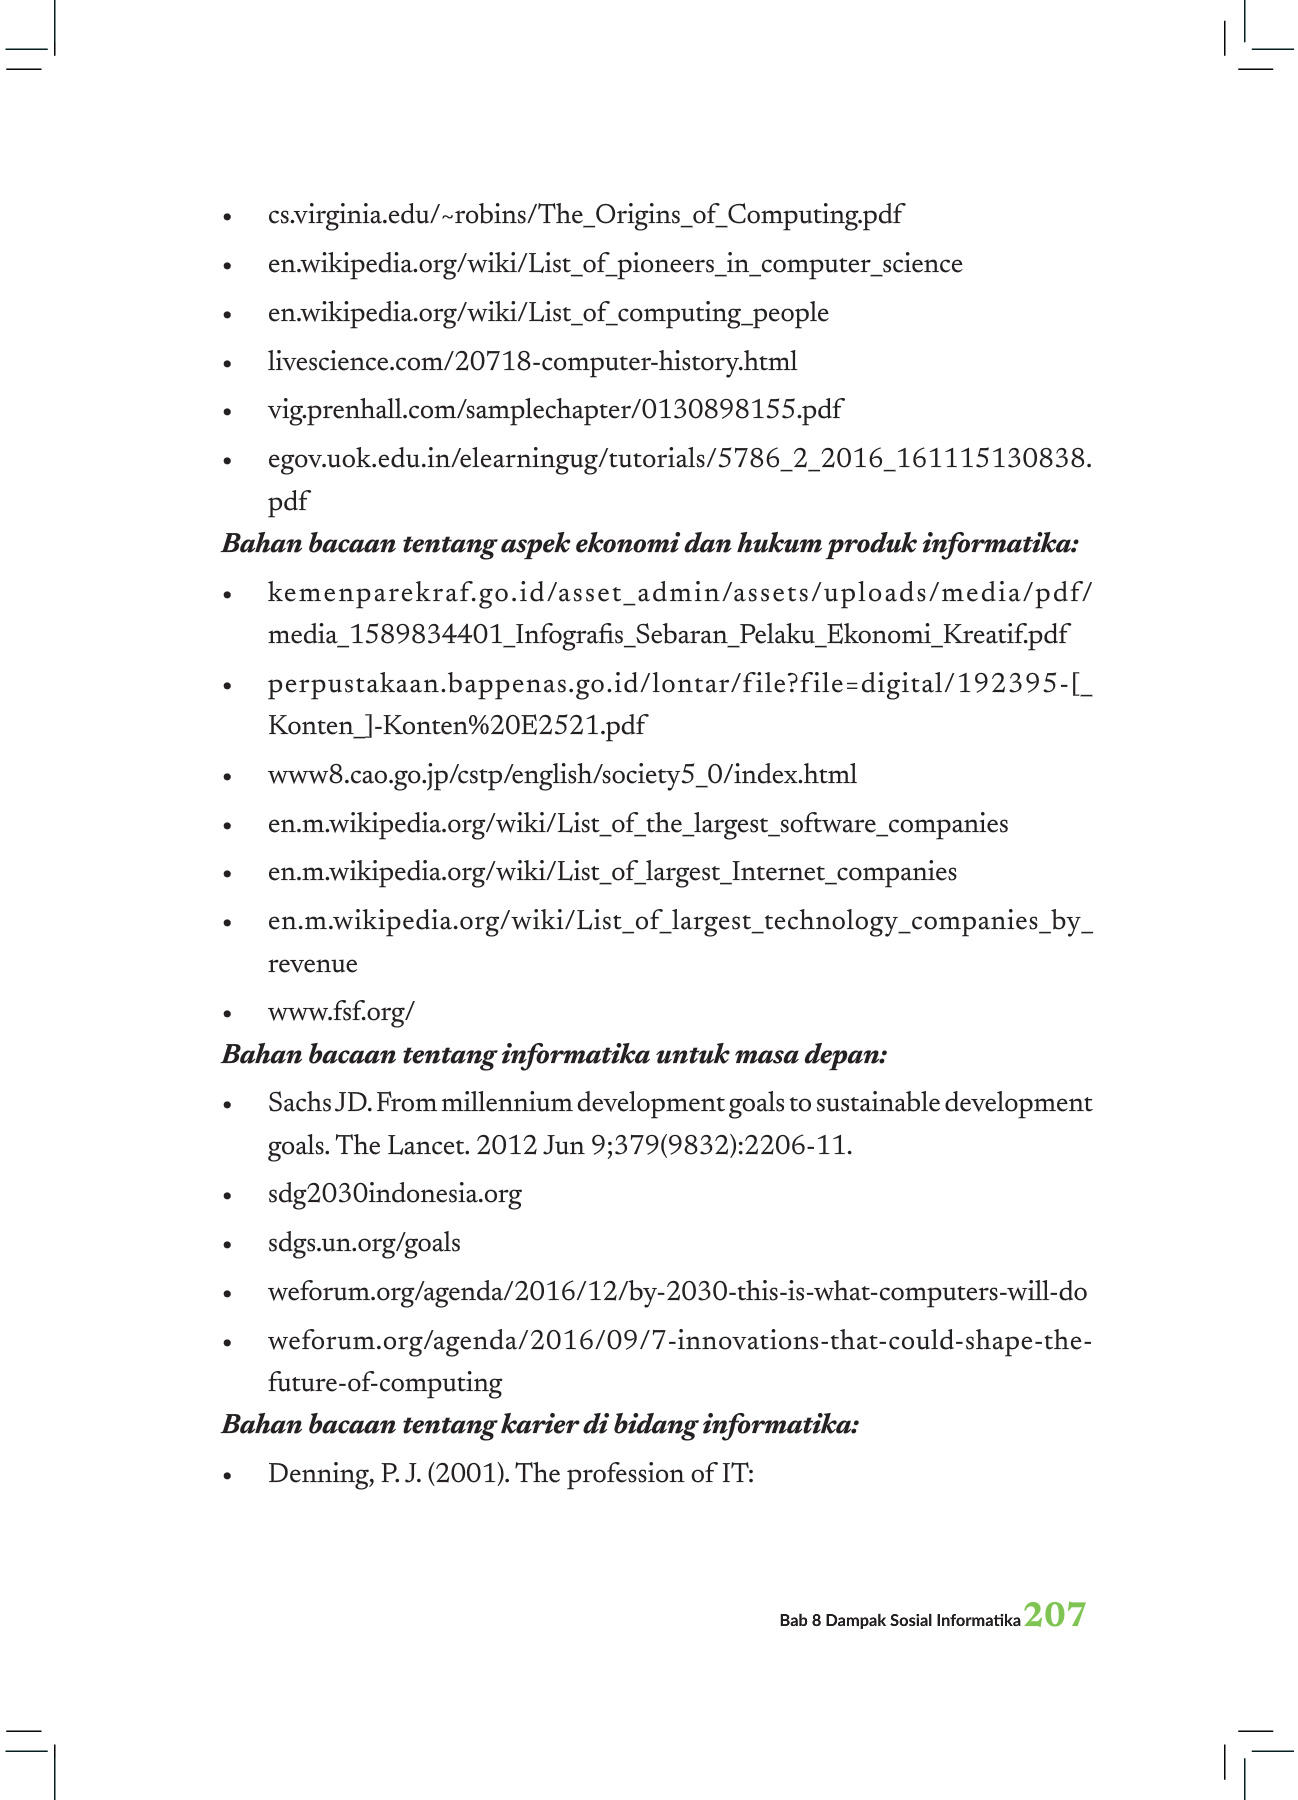 • cs.virginia.edu/~robins/The_Origins_of_Computing.pdf
• en.wikipedia.org/wiki/List_of_pioneers_in_computer_science
• en.wikipedia.org/wiki/List_of_computing_people
• livescience.com/20718-computer-history.html
• vig.prenhall.com/samplechapter/0130898155.pdf
• egov.uok.edu.in/elearningug/tutorials/5786_2_2016_161115130838.
pdf
Bahan bacaan tentang aspek ekonomi dan hukum produk informatika:
• kemenparekraf.go.id/asset_admin/assets/uploads/media/pdf/
media_1589834401_Infografis_Sebaran_Pelaku_Ekonomi_Kreatif.pdf
• perpustakaan.bappenas.go.id/lontar/file?file=digital/192395-[_
Konten_]-Konten%20E2521.pdf
• www8.cao.go.jp/cstp/english/society5_0/index.html
• en.m.wikipedia.org/wiki/List_of_the_largest_software_companies
• en.m.wikipedia.org/wiki/List_of_largest_Internet_companies
• en.m.wikipedia.org/wiki/List_of_largest_technology_companies_by_
revenue
• www.fsf.org/
Bahan bacaan tentang informatika untuk masa depan:
• Sachs JD. From millennium development goals to sustainable development
goals. The Lancet. 2012 Jun 9;379(9832):2206-11.
• sdg2030indonesia.org
• sdgs.un.org/goals
• weforum.org/agenda/2016/12/by-2030-this-is-what-computers-will-do
• weforum.org/agenda/2016/09/7-innovations-that-could-shape-the-
future-of-computing
Bahan bacaan tentang karier di bidang informatika:
• Denning, P. J. (2001). The profession of IT:
Bab 8 Dampak Sosial Informatika 207